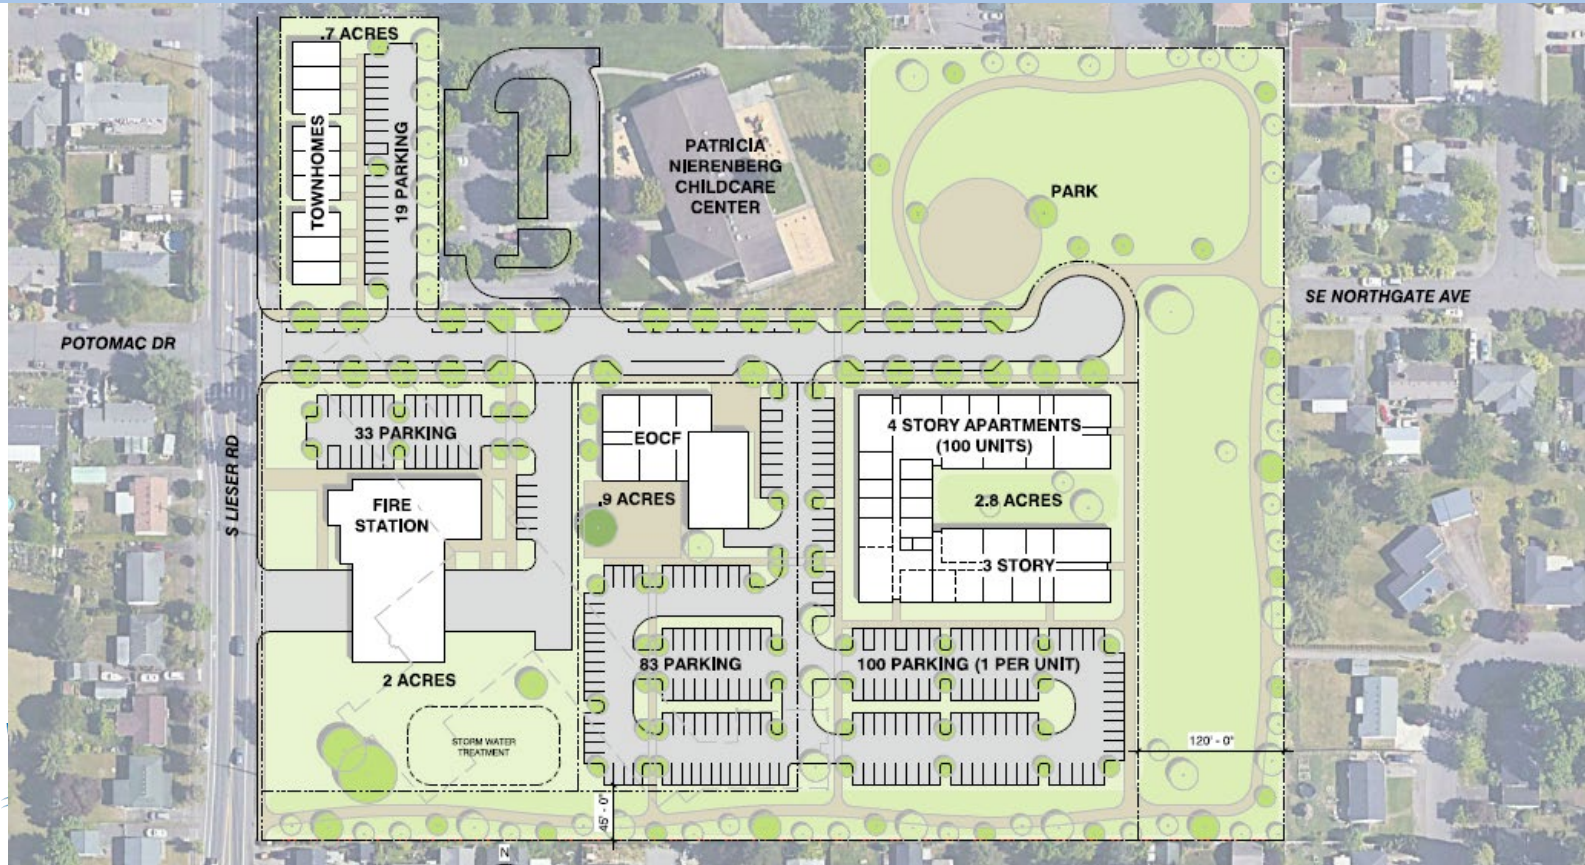 .7 ACRES
TOWNHOMES
19 PARKING
PATRICIA
NIERENBERG
CHILDCARE
CENTER
PARK
SE NORTHGATE AVE
POTOMAC DR
S LIESER RD
33 PARKING
FIRE
STATION
EOCF
.9 ACRES
4 STORY APARTMENTS
(100 UNITS)
2.8 ACRES
3 STORY
2 ACRES
83 PARKING
100 PARKING (1 PER UNIT)
STORM WATER
TREATMENT
120' - 0"
45' - 0"
N